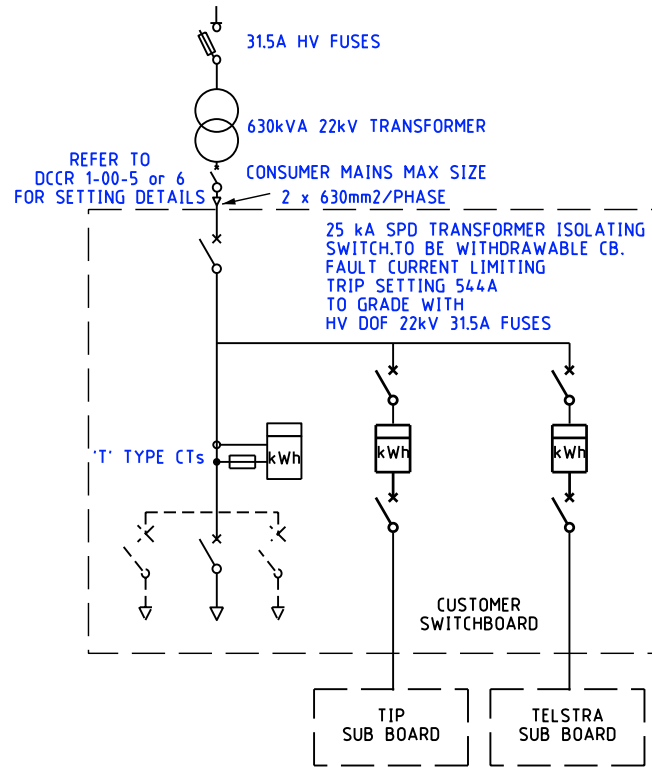 31.5A HV FUSES
630kVA 22kV TRANSFORMER
REFER TO
DCCR 1-00-5 or 6
FOR SETTING DETAILS
CONSUMER MAINS MAX SIZE
2 x 630mm2/PHASE
25 kA SPD TRANSFORMER ISOLATING
SWITCH.TO BE WITHDRAWABLE CB.
FAULT CURRENT LIMITING
TRIP SETTING 544A
TO GRADE WITH
HV DOF 22kV 31.5A FUSES
'T' TYPE CTs
kWh
kWh
kWh
CUSTOMER
SWITCHBOARD
TIP
SUB BOARD
TELSTRA
SUB BOARD